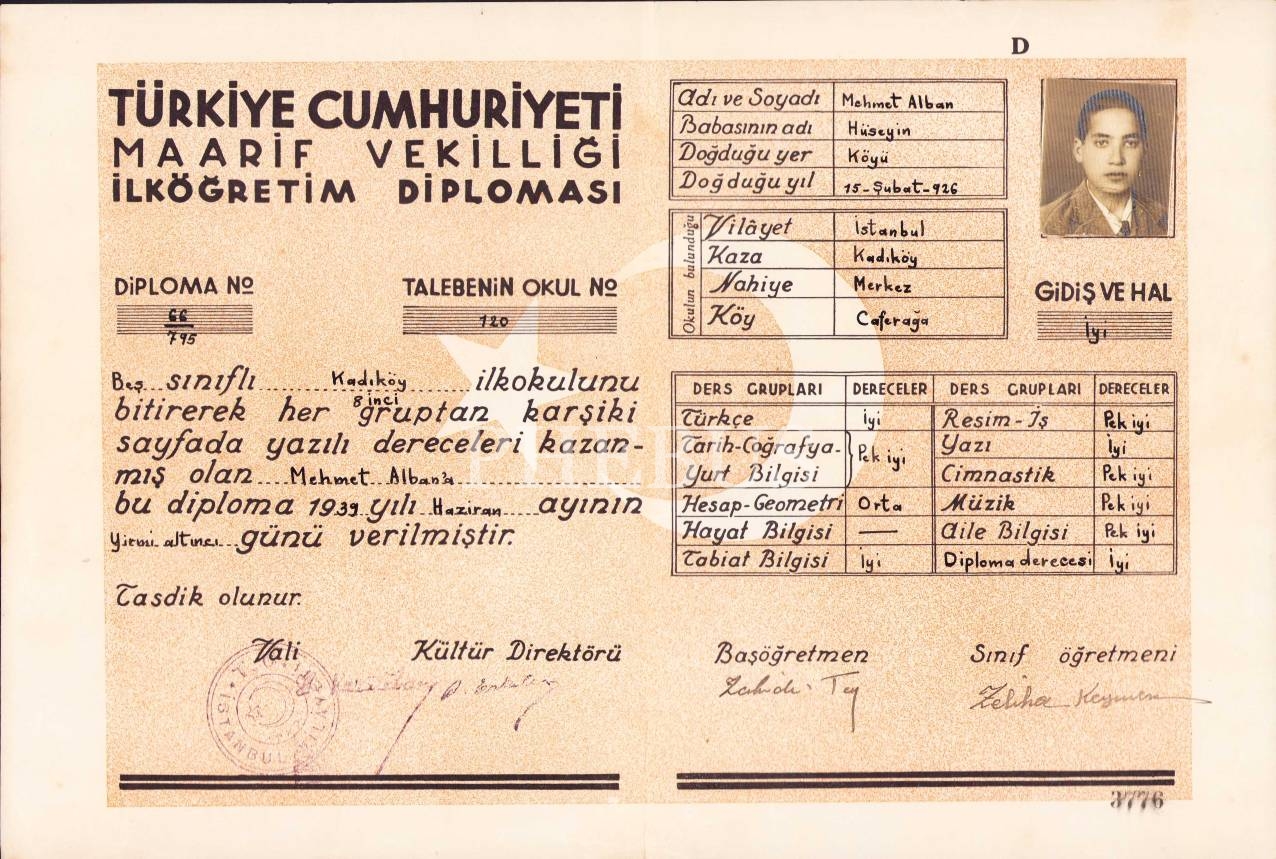 D
TÜRKİYE CUMHURİYETİ
MAARİF VEKİLLİĞİ
İLKÖĞRETİM DİPLOMASI
DİPLOMA Nº
66
795
TALEBENİN OKUL Nº
120
Beş sınıflı Kadıköy ilkokulunu
8 inci
bitirerek her gruptan karşıki
sayfada yazılı dereceleri kazan-
mış olan Mehmet Alban'a
bu diploma 1939 yılı Haziran ayının
Yirmi altıncı günü verilmiştir.
Tasdik olunur.
Vali Kültür Direktörü
İSTANBUL
Adı ve Soyadı Mehmet Alban
Babasının adı Hüseyin
Doğduğu yer Köyü
Doğduğu yıl 15-Şubat-926
Okulun bulunduğu
Vilâyet İstanbul
Kaza Kadıköy
Nahiye Merkez
Köy Caferağa
GİDİŞ VE HAL
İyi
DERS GRUPLARI DERECELER DERS GRUPLARI DERECELER
Türkçe İyi Resim-İş Pek iyi
Tarih-Coğrafya- Yazı İyi
Pek iyi
Yurt Bilgisi Cimnastik Pek iyi
Hesap-Geometri Orta Müzik Pek iyi
Hayat Bilgisi — Aile Bilgisi Pek iyi
Tabiat Bilgisi İyi Diploma derecesi İyi
Başöğretmen Sınıf öğretmeni
Zeliha
3776